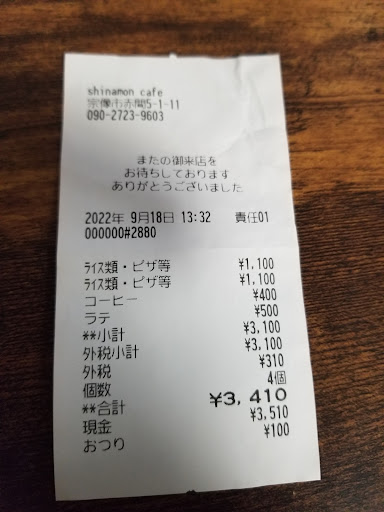 shinamon cafe
宗像市赤間5-1-11
090-2723-9603
またの御来店を
お待ちしております
ありがとうございました
2022年 9月18日 13:32 責任01
000000#2880
ﾗｲｽ類・ﾋﾟｻﾞ等 ¥1,100
ﾗｲｽ類・ﾋﾟｻﾞ等 ¥1,100
コーヒー ¥400
ラテ ¥500
**小計 ¥3,100
外税小計 ¥3,100
外税 ¥310
個数 4個
**合計 ¥3,410
現金 ¥3,510
おつり ¥100